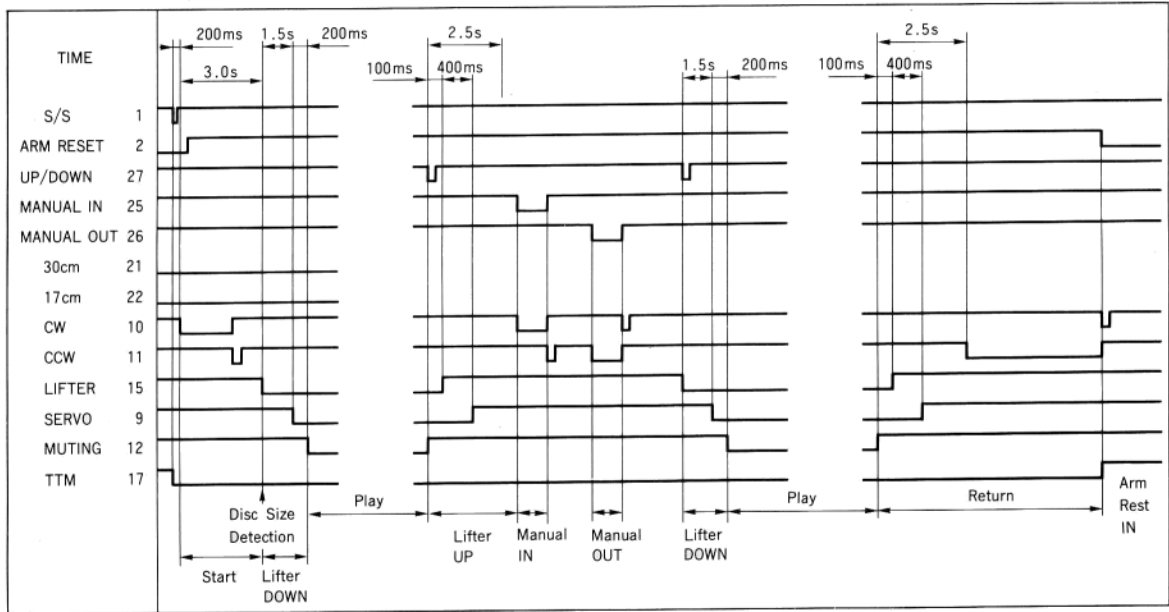 200ms 1.5s 200ms 2.5s 2.5s
TIME
3.0s 100ms 400ms 1.5s 200ms 100ms 400ms
S/S 1
ARM RESET 2
UP/DOWN 27
MANUAL IN 25
MANUAL OUT 26
30cm 21
17cm 22
CW 10
CCW 11
LIFTER 15
SERVO 9
MUTING 12
TTM 17
Play Play Return Arm
Rest
IN
Disc Size
Detection
Lifter
UP
Manual
IN
Manual
OUT
Lifter
DOWN
Start Lifter
DOWN